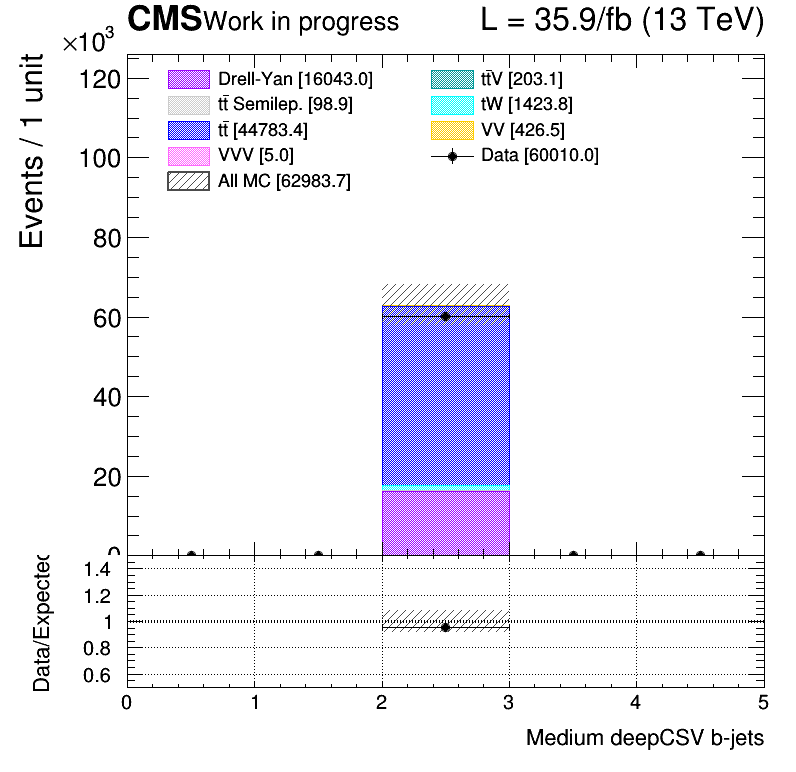 CMS Work in progress L = 35.9/fb (13 TeV)
×10³
Events / 1 unit
120
100
80
60
40
20
0
Drell-Yan [16043.0]
tt̄ Semilep. [98.9]
tt̄ [44783.4]
VVV [5.0]
All MC [62983.7]
tt̄V [203.1]
tW [1423.8]
VV [426.5]
Data [60010.0]
Data/Expected
1.4
1.2
1
0.8
0.6
0 1 2 3 4 5
Medium deepCSV b-jets